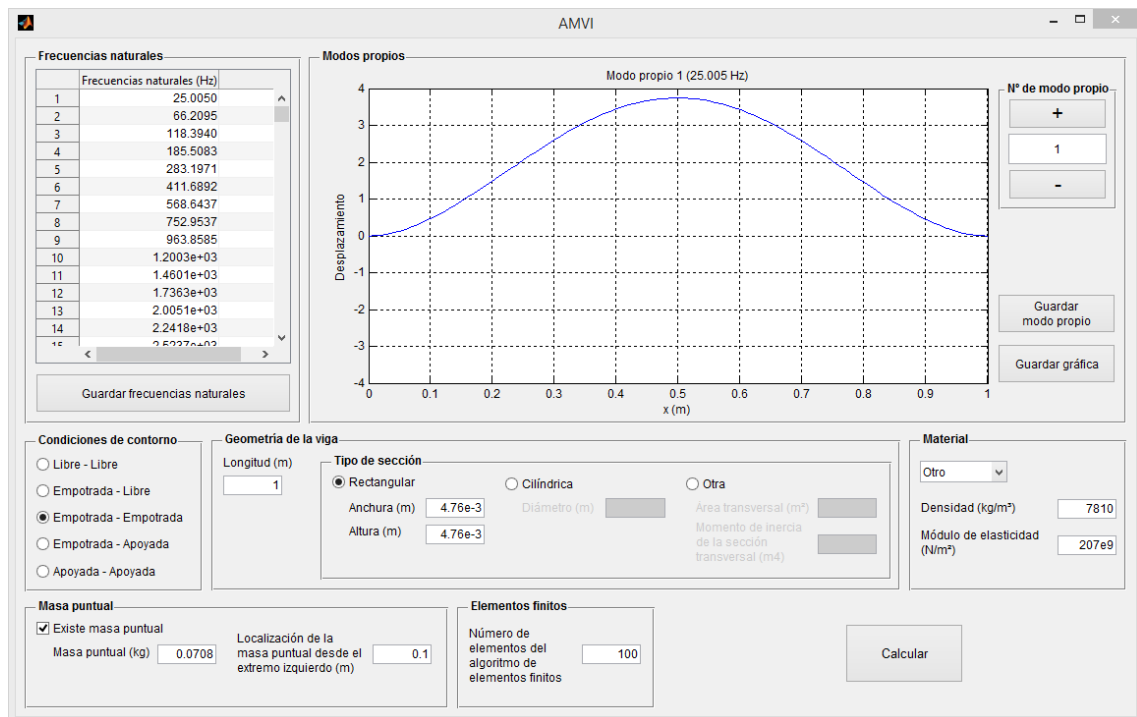 AMVI
Frecuencias naturales
Frecuencias naturales (Hz)
1 25.0050
2 66.2095
3 118.3940
4 185.5083
5 283.1971
6 411.6892
7 568.6437
8 752.9537
9 963.8585
10 1.2003e+03
11 1.4601e+03
12 1.7363e+03
13 2.0051e+03
14 2.2418e+03
15 2.5237e+03
Guardar frecuencias naturales
Modos propios
Modo propio 1 (25.005 Hz)
Desplazamiento
4
3
2
1
0
-1
-2
-3
-4
0 0.1 0.2 0.3 0.4 0.5 0.6 0.7 0.8 0.9 1
x (m)
Nº de modo propio
+
1
-
Guardar
modo propio
Guardar gráfica
Condiciones de contorno
Libre - Libre
Empotrada - Libre
Empotrada - Empotrada
Empotrada - Apoyada
Apoyada - Apoyada
Geometría de la viga
Longitud (m)
1
Tipo de sección
Rectangular
Anchura (m) 4.76e-3
Altura (m) 4.76e-3
Cilíndrica
Diámetro (m)
Otra
Área transversal (m²)
Momento de inercia
de la sección
transversal (m4)
Material
Otro
Densidad (kg/m³) 7810
Módulo de elasticidad
(N/m²) 207e9
Masa puntual
Existe masa puntual
Masa puntual (kg) 0.0708
Localización de la
masa puntual desde el
extremo izquierdo (m) 0.1
Elementos finitos
Número de
elementos del
algoritmo de
elementos finitos
100
Calcular